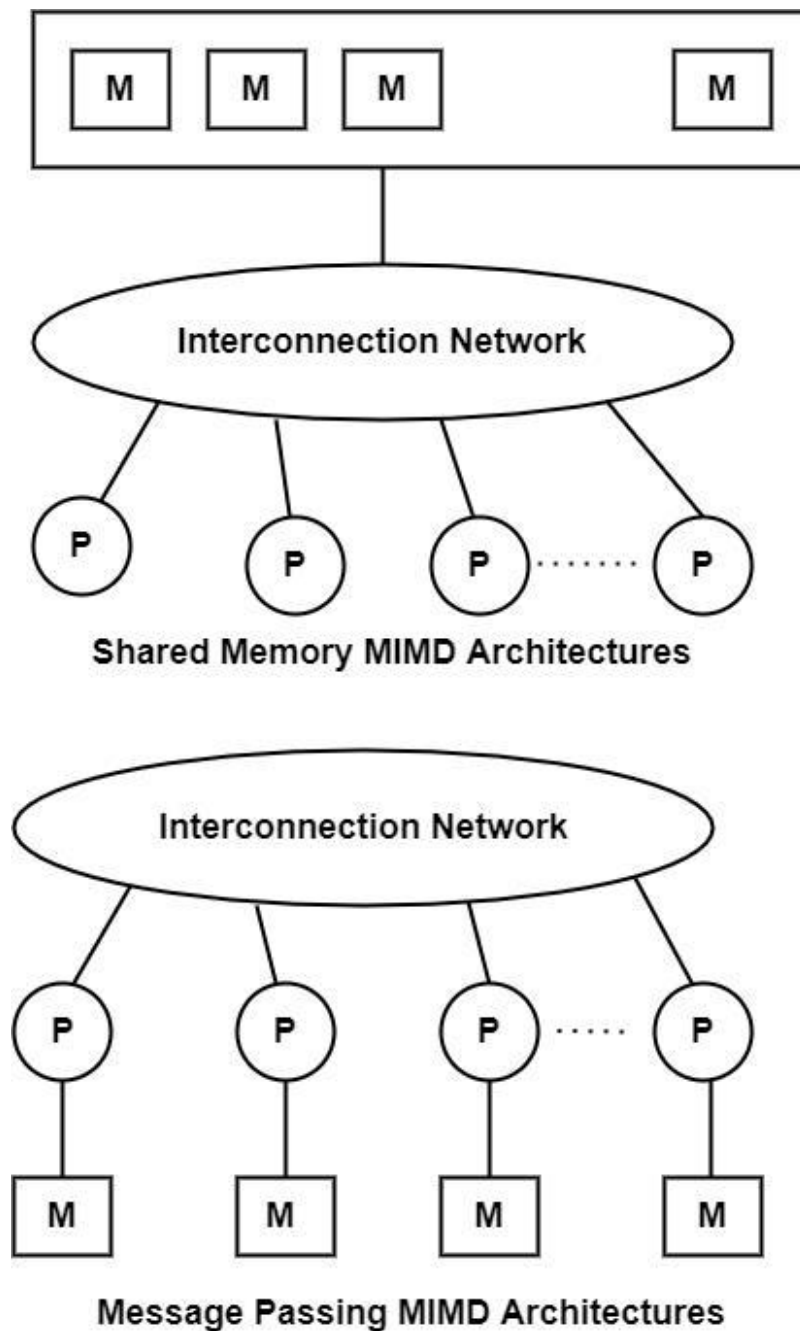 M M M M
Interconnection Network
P P P ....... P
Shared Memory MIMD Architectures
Interconnection Network
P P P ..... P
M M M M
Message Passing MIMD Architectures